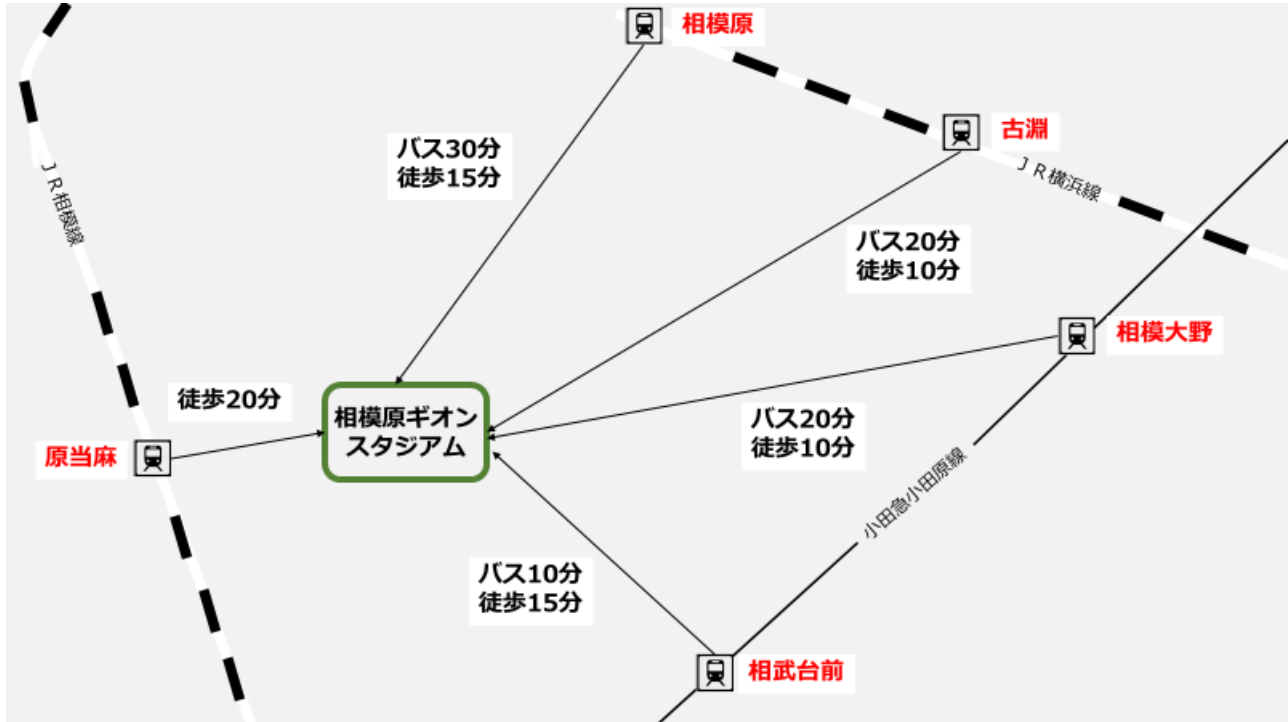 相模原
古淵
バス30分
徒歩15分
JR相模線
JR横浜線
バス20分
徒歩10分
相模大野
徒歩20分
相模原ギオン
スタジアム
バス20分
徒歩10分
原当麻
小田急小田原線
バス10分
徒歩15分
相武台前